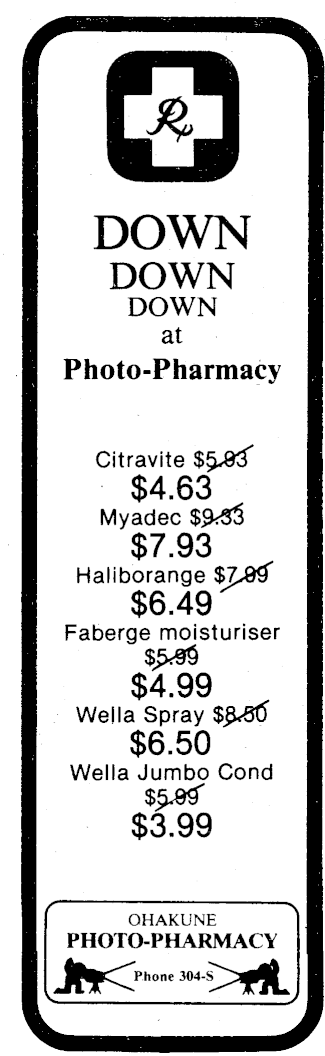 Rx
DOWN
DOWN
DOWN
at
Photo-Pharmacy
Citravite $5.93
$4.63
Myadec $9.33
$7.93
Haliborange $7.99
$6.49
Faberge moisturiser
$5.99
$4.99
Wella Spray $8.50
$6.50
Wella Jumbo Cond
$5.99
$3.99
OHAKUNE
PHOTO-PHARMACY
Phone 304-S